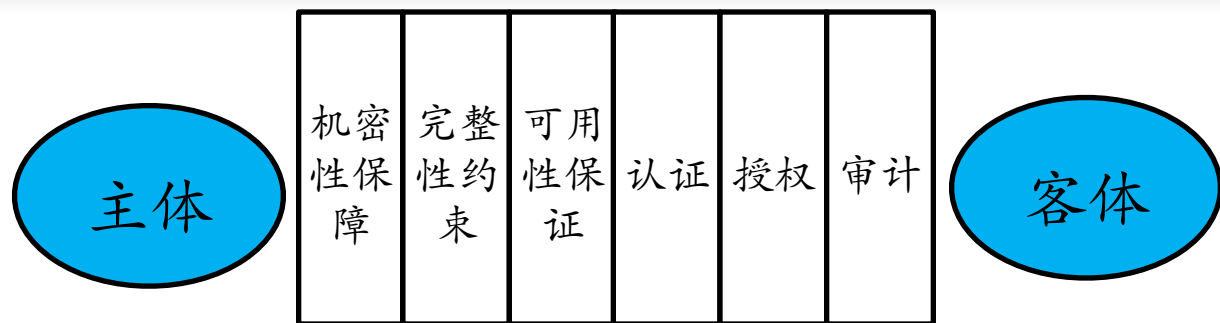 主体
机密
性保
障
完整
性约
束
可用
性保
证
认证
授权
审计
客体